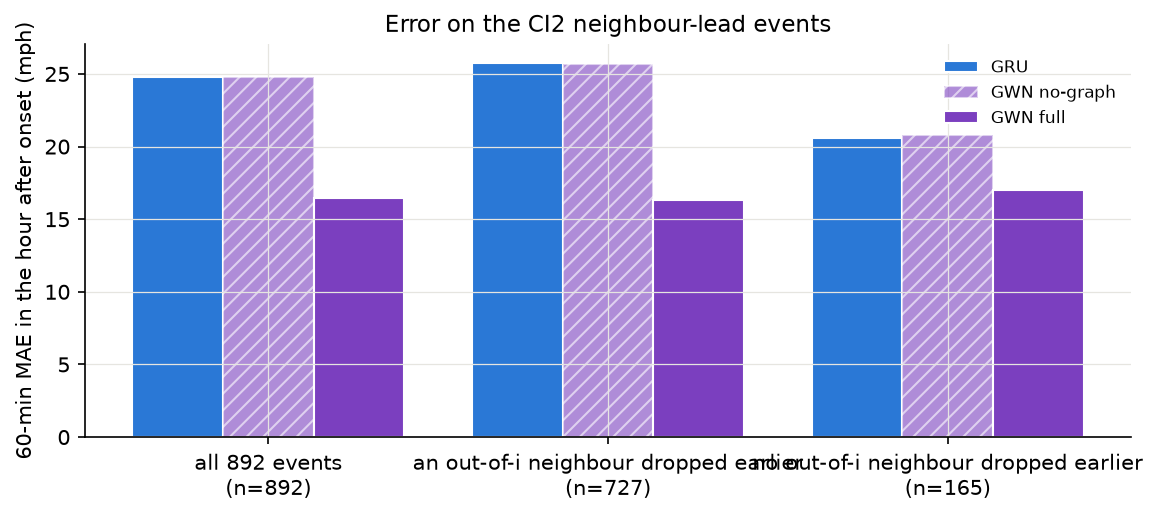 Error on the CI2 neighbour-lead events
60-min MAE in the hour after onset (mph)
25
20
15
10
5
0
GRU
GWN no-graph
GWN full
all 892 events
(n=892)
an out-of-i neighbour dropped earlier
(n=727)
no out-of-i neighbour dropped earlier
(n=165)